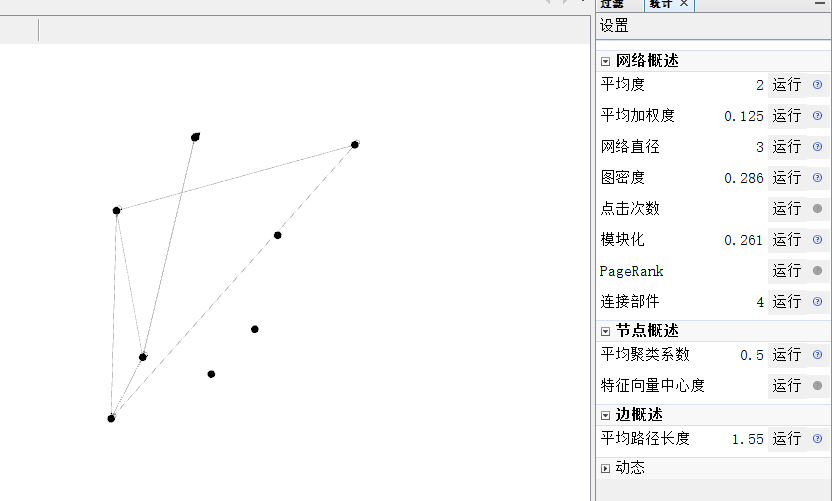 过滤 统计 ×
设置
网络概述
平均度 2 运行
平均加权度 0.125 运行
网络直径 3 运行
图密度 0.286 运行
点击次数 运行
模块化 0.261 运行
PageRank 运行
连接部件 4 运行
节点概述
平均聚类系数 0.5 运行
特征向量中心度 运行
边概述
平均路径长度 1.55 运行
动态